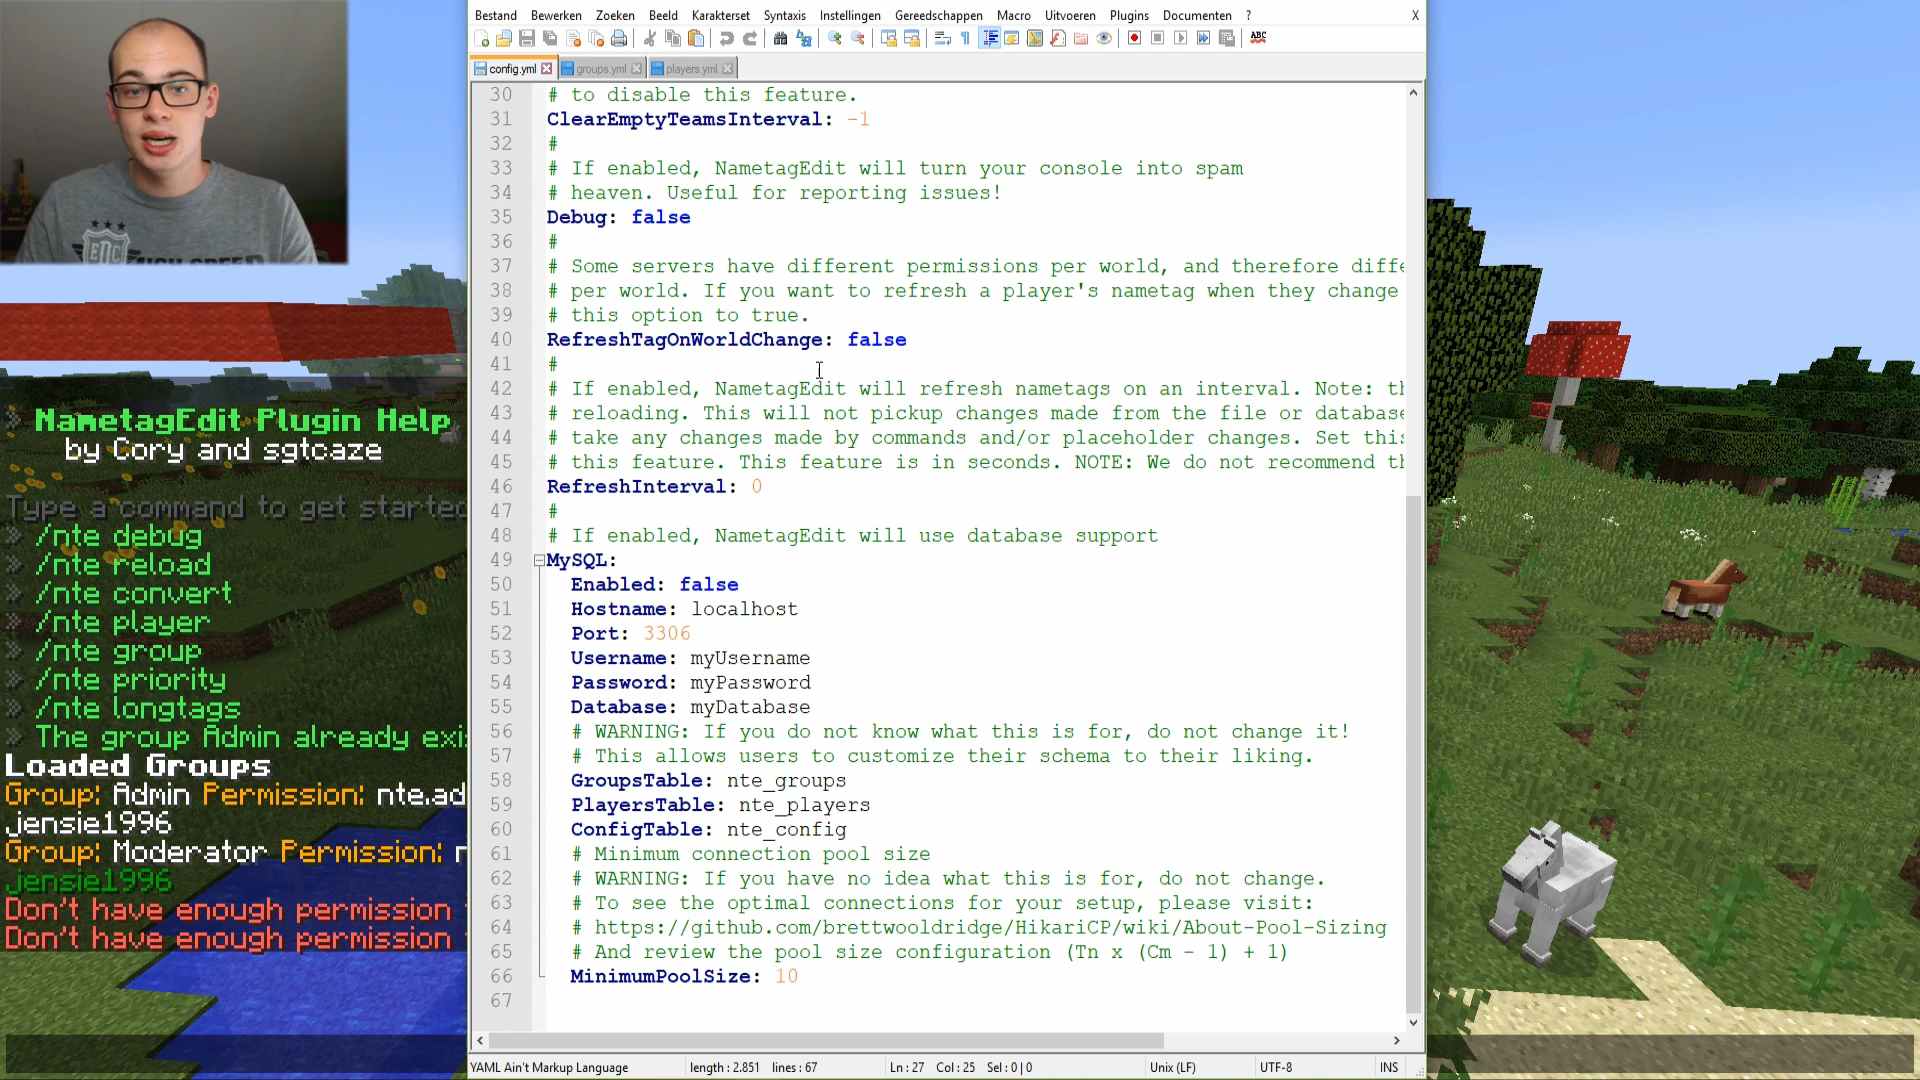 Bestand Bewerken Zoeken Beeld Karakterset Syntaxis Instellingen Gereedschappen Macro Uitvoeren Plugins Documenten ? X
ABC
config.yml groups.yml players.yml
30 # to disable this feature.
31 ClearEmptyTeamsInterval: -1
32 #
33 # If enabled, NametagEdit will turn your console into spam
34 # heaven. Useful for reporting issues!
35 Debug: false
36 #
37 # Some servers have different permissions per world, and therefore diffe
38 # per world. If you want to refresh a player's nametag when they change
39 # this option to true.
40 RefreshTagOnWorldChange: false
41 #
42 # If enabled, NametagEdit will refresh nametags on an interval. Note: th
43 # reloading. This will not pickup changes made from the file or database
44 # take any changes made by commands and/or placeholder changes. Set this
45 # this feature. This feature is in seconds. NOTE: We do not recommend th
46 RefreshInterval: 0
47 #
48 # If enabled, NametagEdit will use database support
49 MySQL:
50 Enabled: false
51 Hostname: localhost
52 Port: 3306
53 Username: myUsername
54 Password: myPassword
55 Database: myDatabase
56 # WARNING: If you do not know what this is for, do not change it!
57 # This allows users to customize their schema to their liking.
58 GroupsTable: nte_groups
59 PlayersTable: nte_players
60 ConfigTable: nte_config
61 # Minimum connection pool size
62 # WARNING: If you have no idea what this is for, do not change.
63 # To see the optimal connections for your setup, please visit:
64 # https://github.com/brettwooldridge/HikariCP/wiki/About-Pool-Sizing
65 # And review the pool size configuration (Tn x (Cm - 1) + 1)
66 MinimumPoolSize: 10
67
YAML Ain't Markup Language length : 2.851 lines : 67 Ln : 27 Col : 25 Sel : 0 | 0 Unix (LF) UTF-8 INS
EDC
HIGH SPEED
» NametagEdit Plugin Help
by Cory and sgtcaze
Type a command to get started
» /nte debug
» /nte reload
» /nte convert
» /nte player
» /nte group
» /nte priority
» /nte longtags
» The group Admin already exi
Loaded Groups
Group: Admin Permission: nte.ad
jensie1996
Group: Moderator Permission:
jensie1996
Don't have enough permission
Don't have enough permission